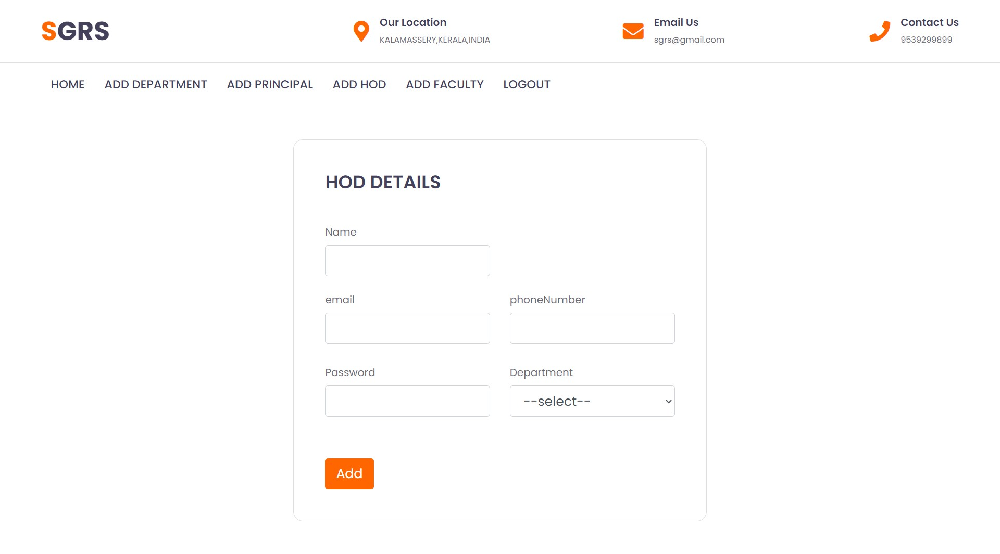 SGRS
Our Location
KALAMASSERY,KERALA,INDIA
Email Us
sgrs@gmail.com
Contact Us
9539299899
HOME ADD DEPARTMENT ADD PRINCIPAL ADD HOD ADD FACULTY LOGOUT
HOD DETAILS
Name
email phoneNumber
Password Department
--select--
Add